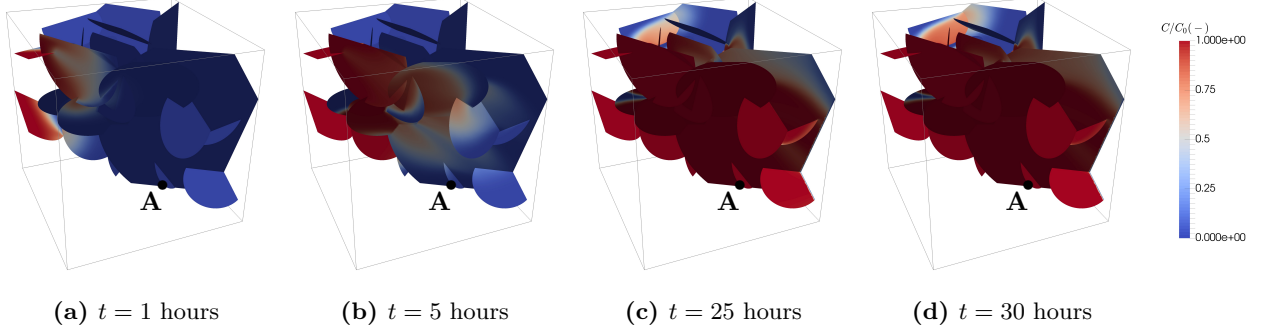 C/C₀(−)
1.000e+00
0.75
0.5
0.25
0.000e+00
A
A
A
A
(a) t = 1 hours
(b) t = 5 hours
(c) t = 25 hours
(d) t = 30 hours